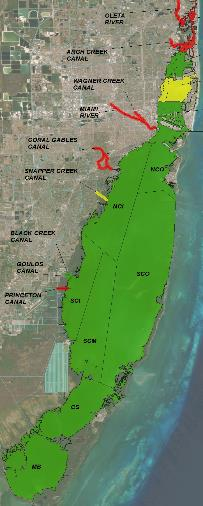 OLETA
RIVER
ARCH CREEK
CANAL
WAGNER CREEK
CANAL
MIAMI
RIVER
CORAL GABLES
CANAL
NCO
SNAPPER CREEK
CANAL
NCI
BLACK CREEK
CANAL
GOULDS
CANAL
SCO
PRINCETON
CANAL
SCI
SCM
CS
MB